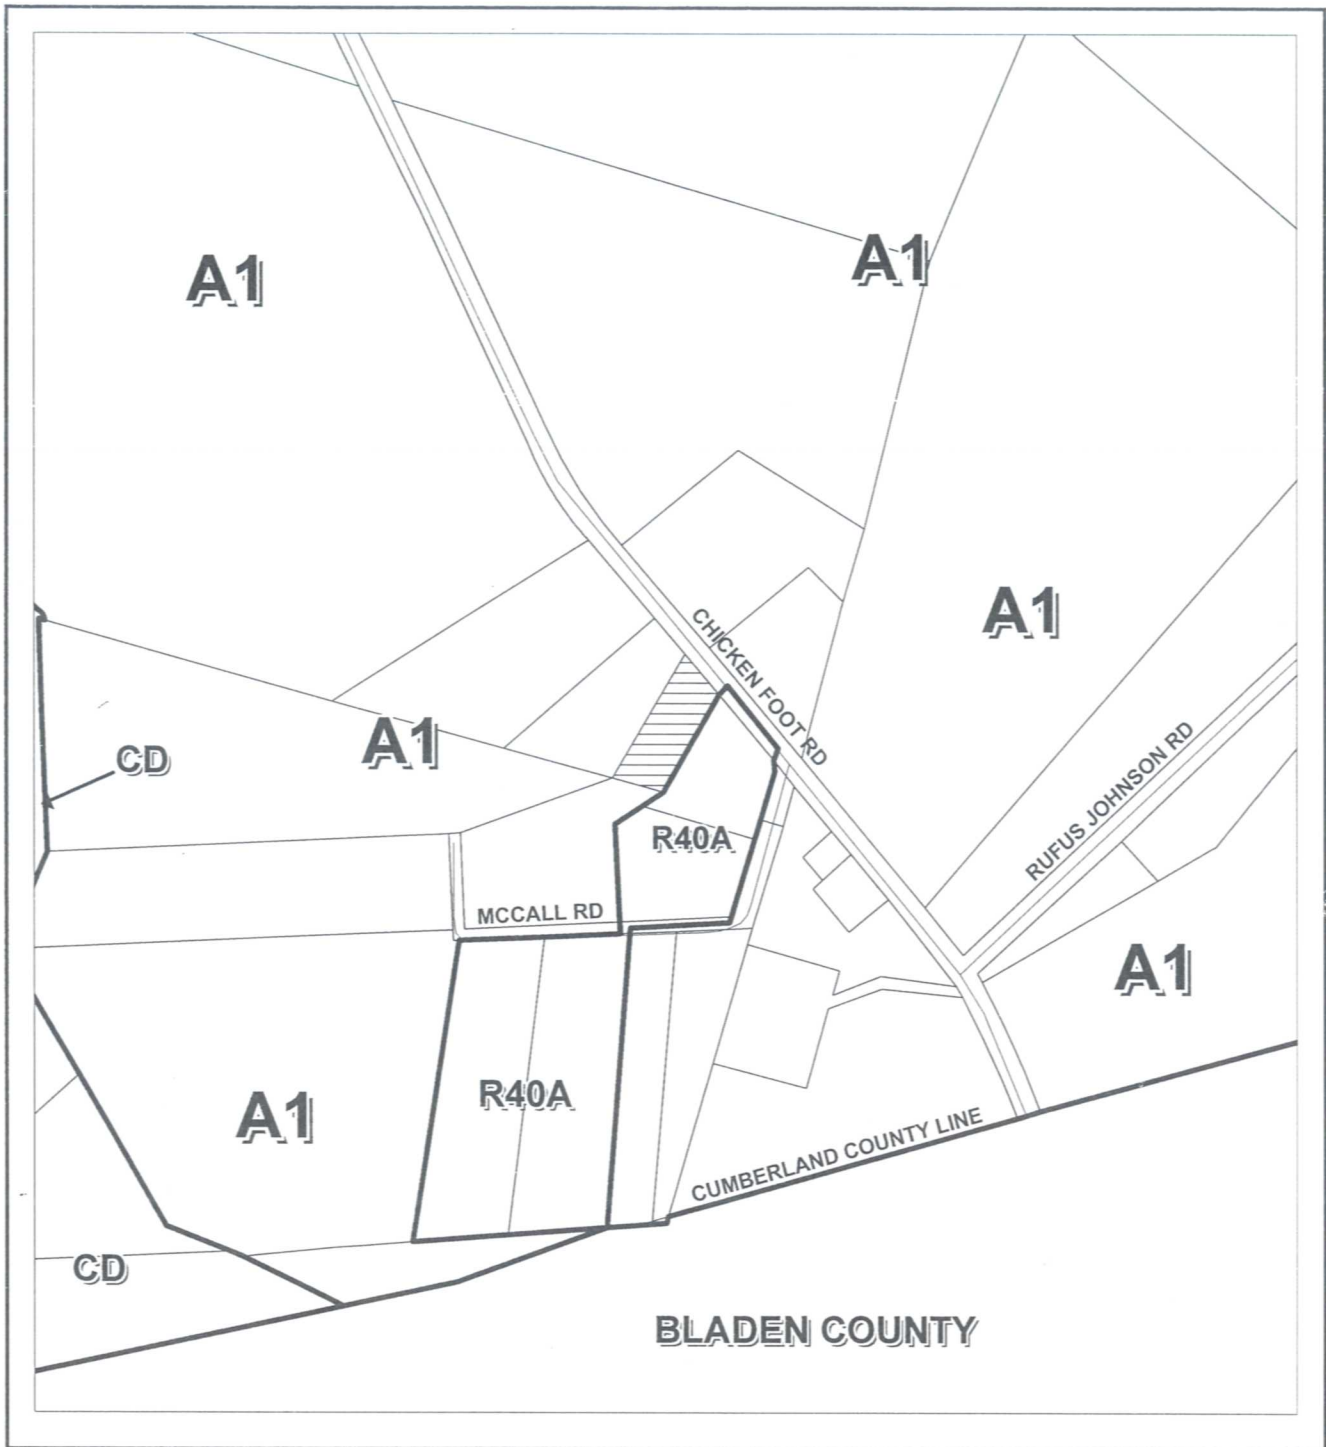 A1
A1
CHICKEN FOOT RD
A1
RUFUS JOHNSON RD
A1
CD
R40A
MCCALL RD
A1
R40A
A1
CUMBERLAND COUNTY LINE
CD
BLADEN COUNTY